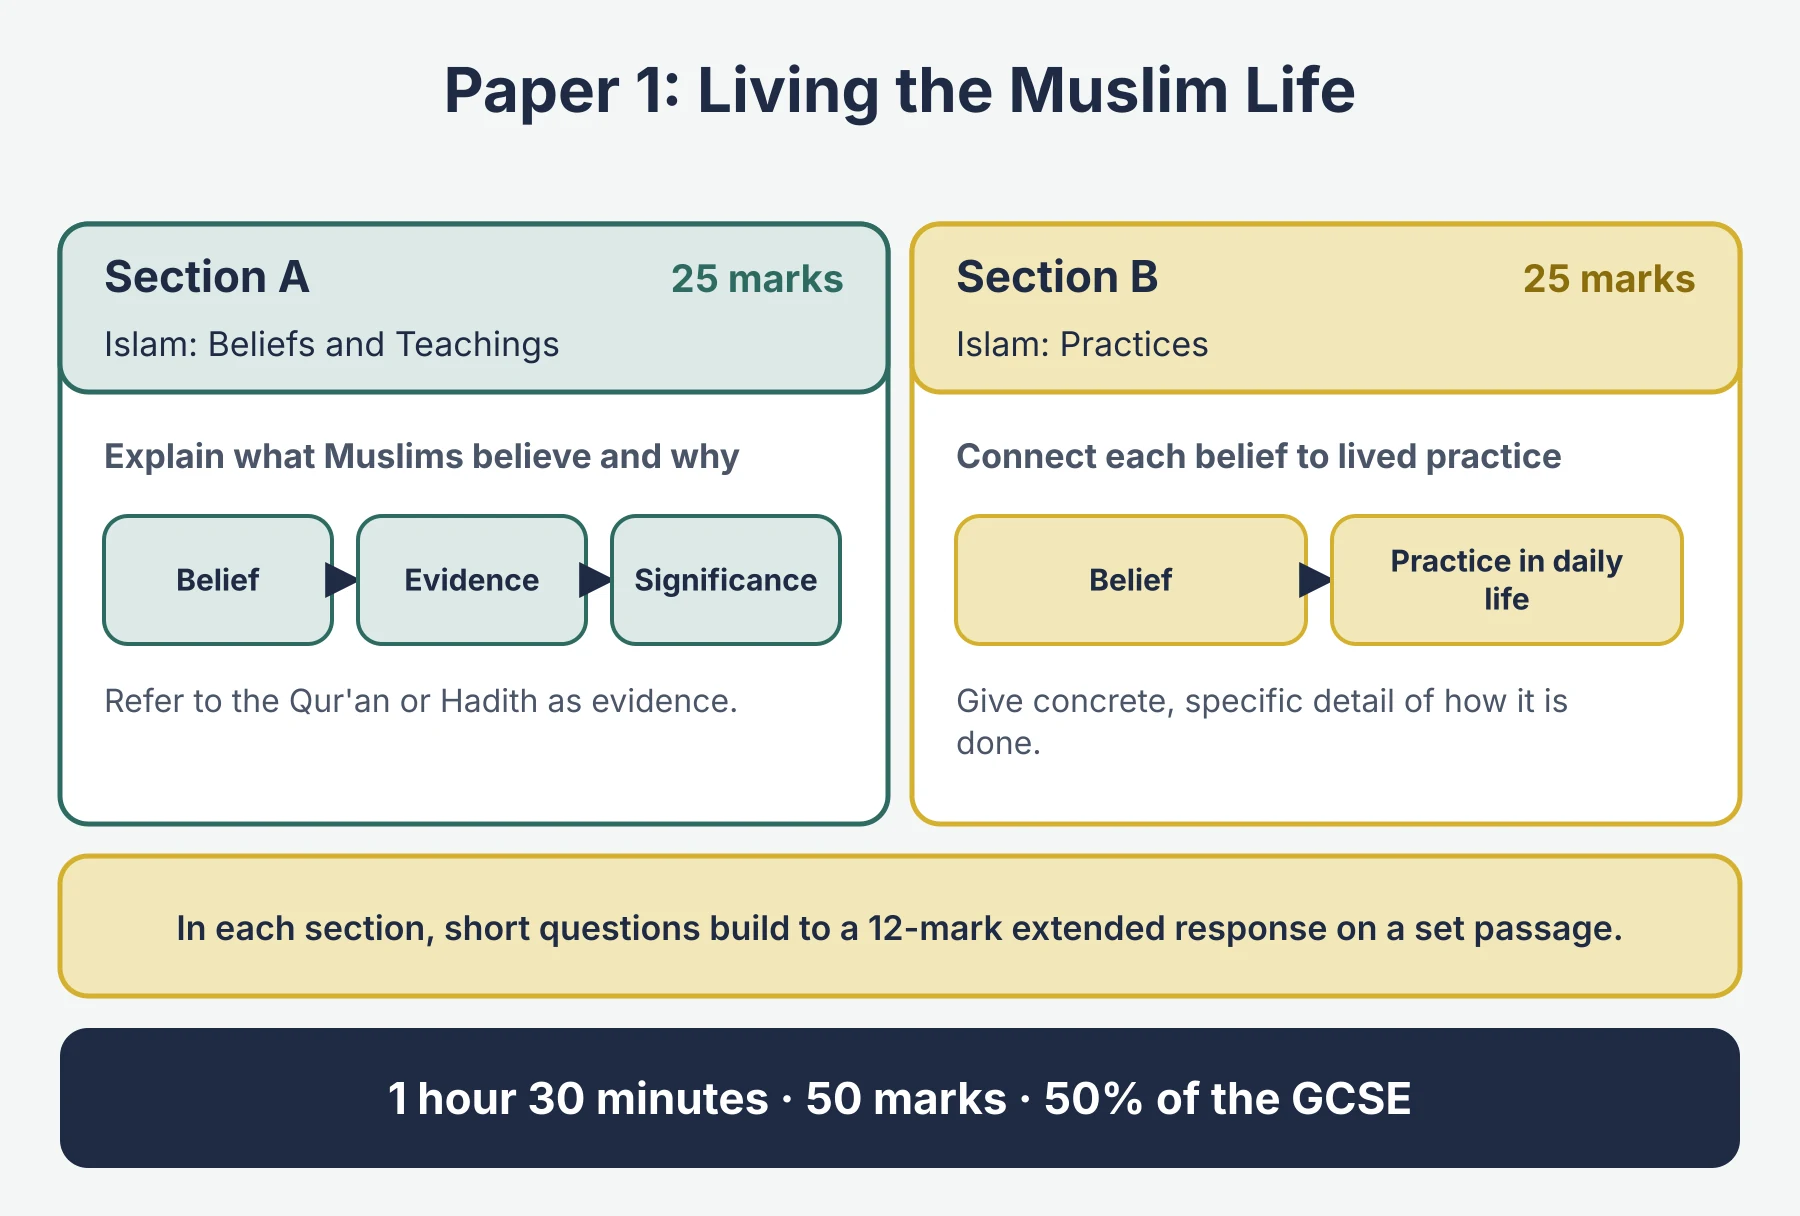 Paper 1: Living the Muslim Life
Section A
25 marks
Islam: Beliefs and Teachings
Explain what Muslims believe and why
Belief
Evidence
Significance
Refer to the Qur'an or Hadith as evidence.
Section B
25 marks
Islam: Practices
Connect each belief to lived practice
Belief
Practice in daily
life
Give concrete, specific detail of how it is
done.
In each section, short questions build to a 12-mark extended response on a set passage.
1 hour 30 minutes · 50 marks · 50% of the GCSE